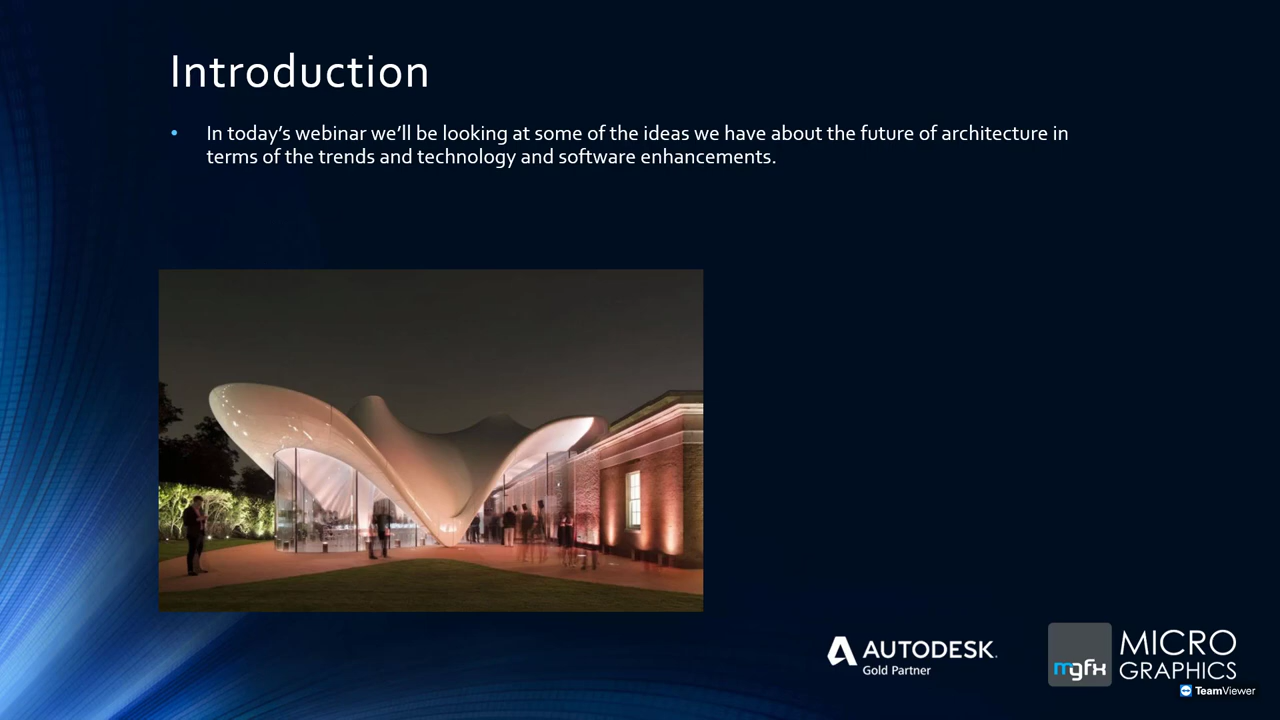 Introduction
• In today’s webinar we’ll be looking at some of the ideas we have about the future of architecture in
terms of the trends and technology and software enhancements.
AUTODESK.
Gold Partner
mgfx
MICRO
GRAPHICS
TeamViewer